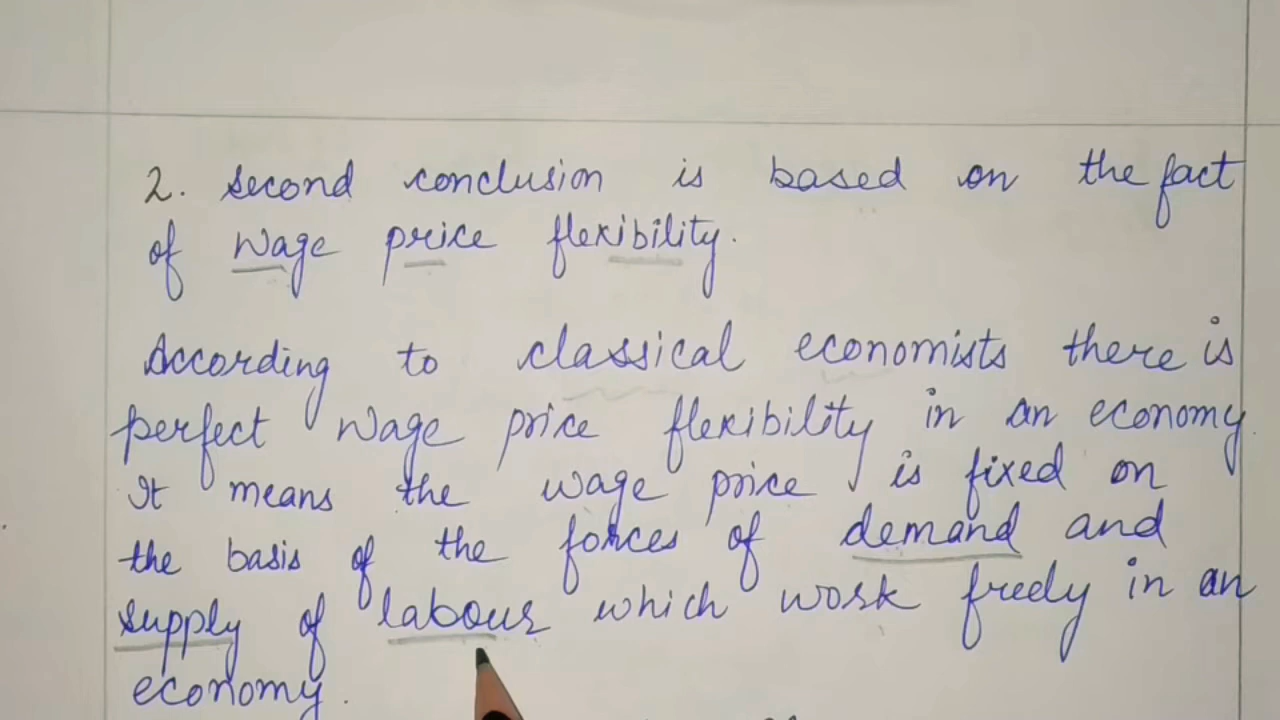 2. second conclusion is based on the fact
of wage price flexibility.
According to classical economists there is
perfect wage price flexibility in an economy.
It means the wage price is fixed on
the basis of the forces of demand and
supply of labour which work freely in an
economy.